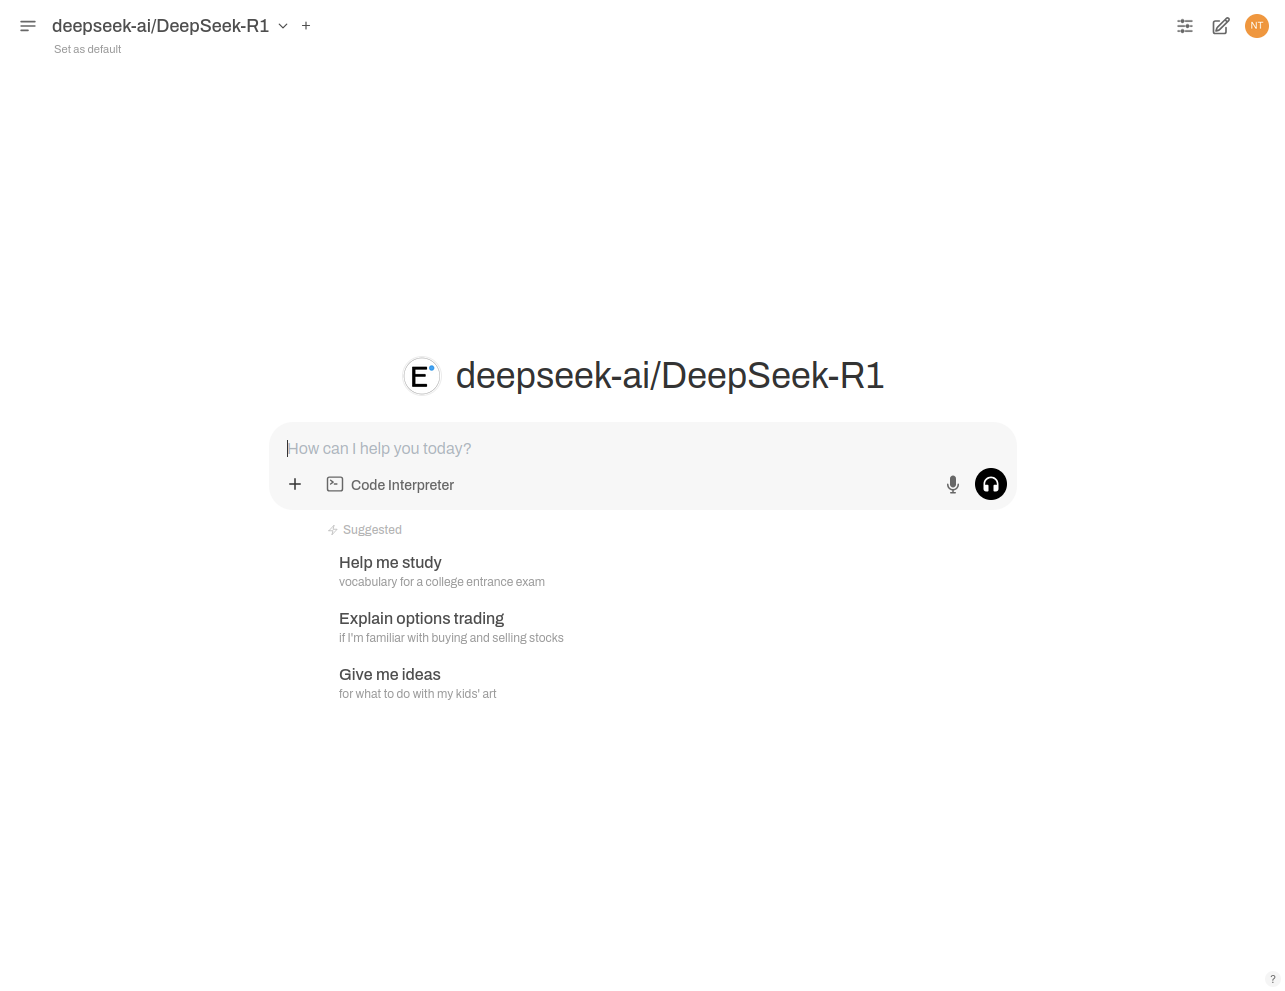 deepseek-ai/DeepSeek-R1
Set as default
NT
E deepseek-ai/DeepSeek-R1
How can I help you today?
Code Interpreter
Suggested
Help me study
vocabulary for a college entrance exam
Explain options trading
if I'm familiar with buying and selling stocks
Give me ideas
for what to do with my kids' art
?